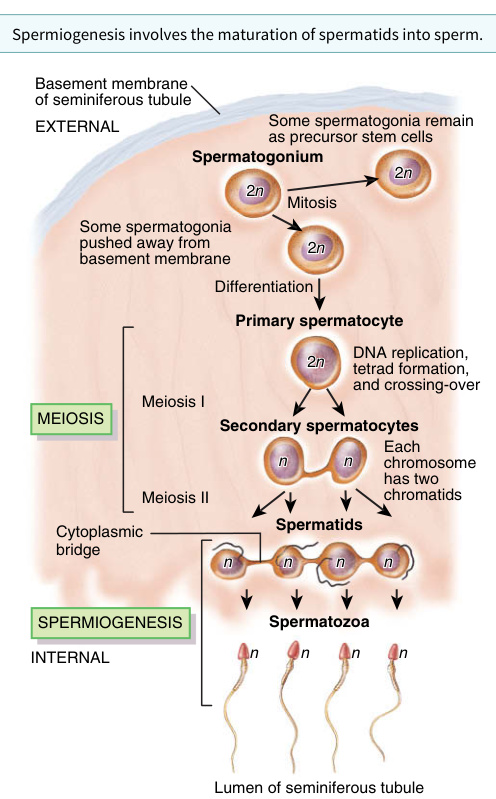 Spermiogenesis involves the maturation of spermatids into sperm.
Basement membrane
of seminiferous tubule
EXTERNAL
Some spermatogonia remain
as precursor stem cells
Spermatogonium
2n
2n
Mitosis
Some spermatogonia
pushed away from
basement membrane
2n
Differentiation
Primary spermatocyte
2n
DNA replication,
tetrad formation,
and crossing-over
MEIOSIS
Meiosis I
Secondary spermatocytes
n
n
Each
chromosome
has two
chromatids
Meiosis II
Spermatids
Cytoplasmic
bridge
n
n
n
n
SPERMIOGENESIS
Spermatozoa
INTERNAL
n
n
n
n
Lumen of seminiferous tubule